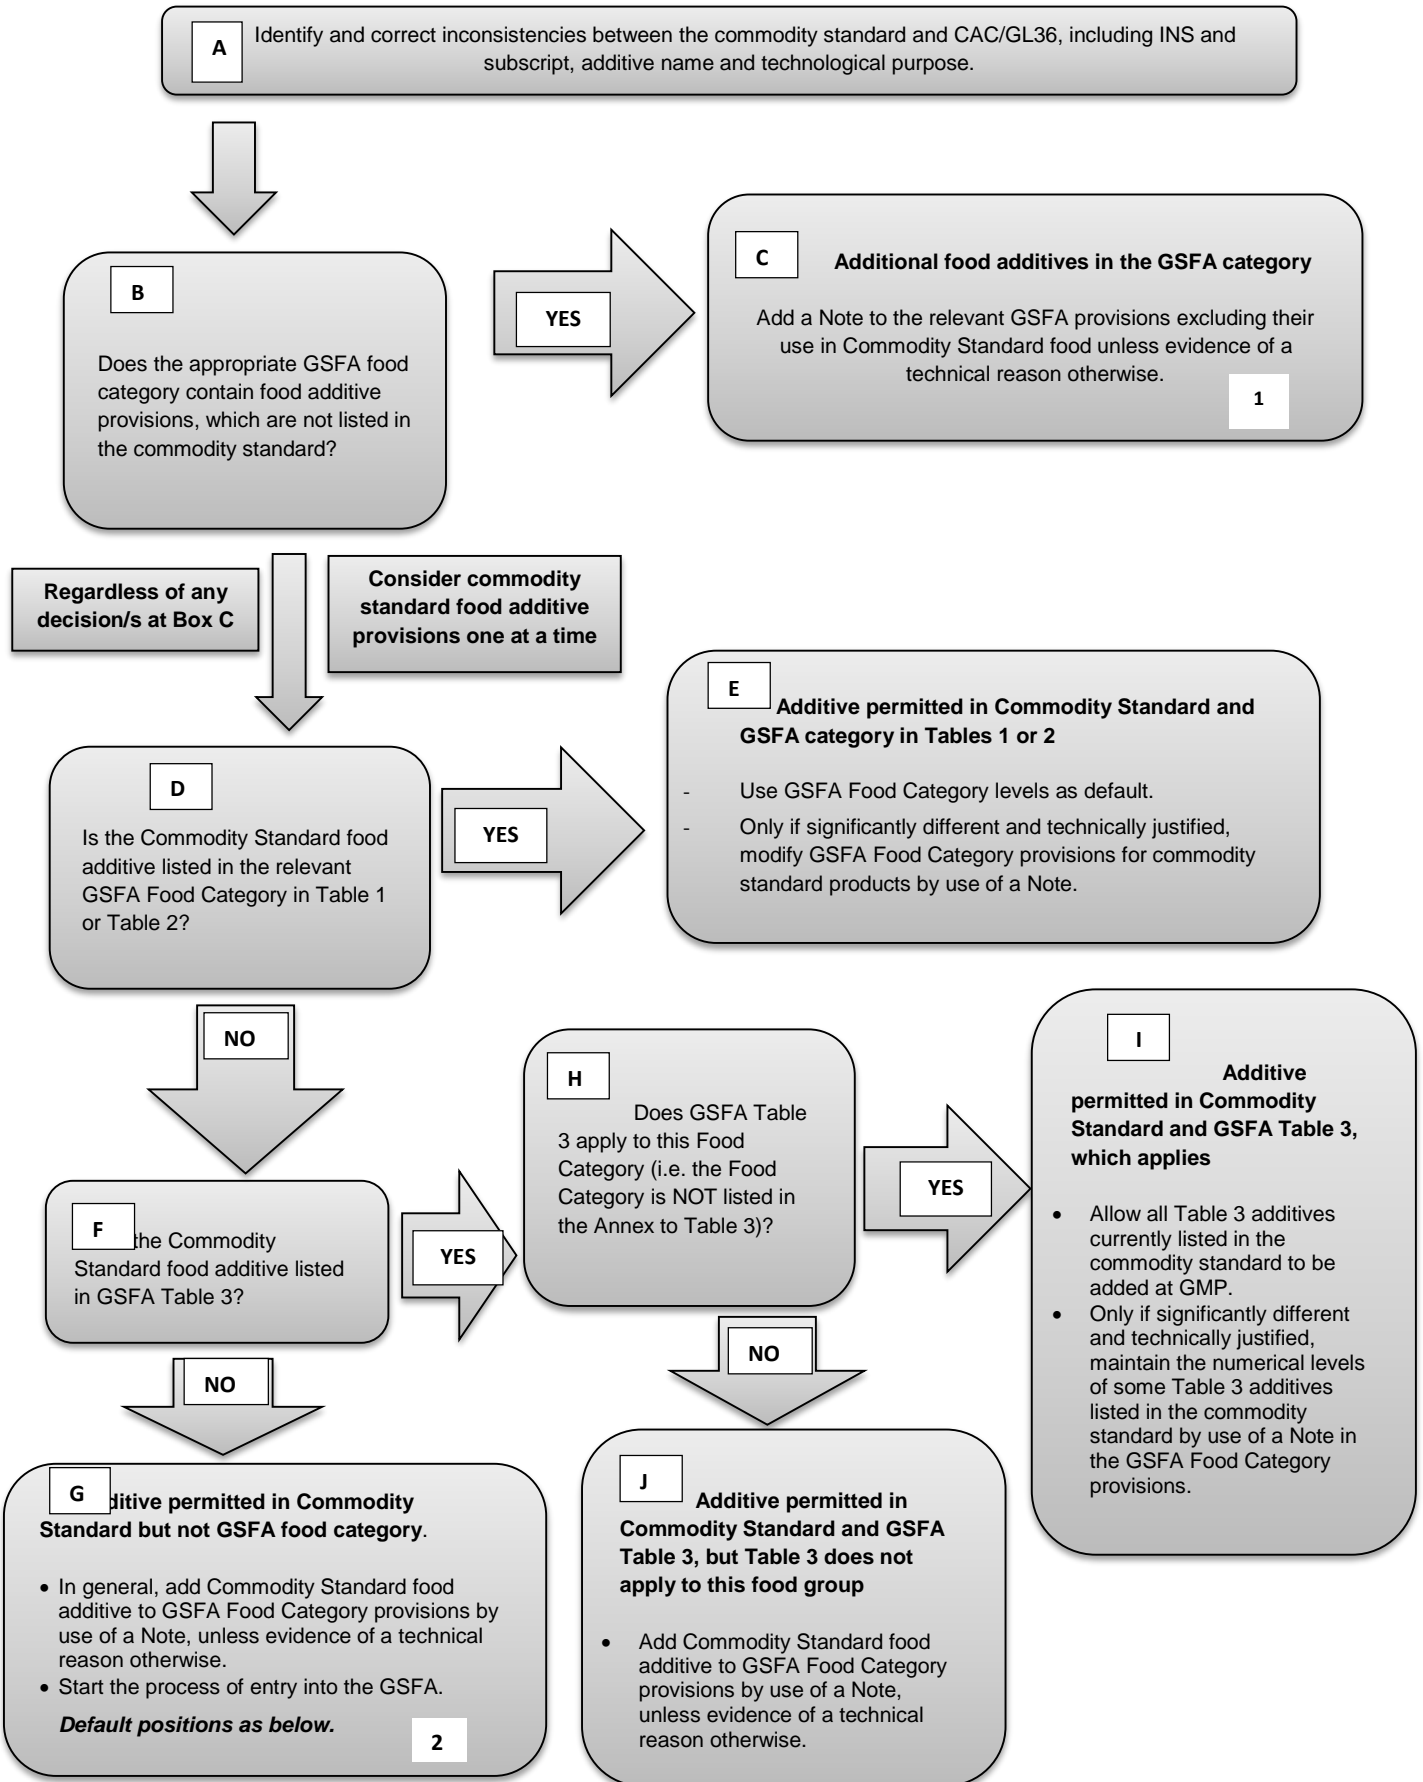 A
Identify and correct inconsistencies between the commodity standard and CAC/GL36, including INS and
subscript, additive name and technological purpose.
B
Does the appropriate GSFA food
category contain food additive
provisions, which are not listed in
the commodity standard?
YES
C
Additional food additives in the GSFA category
Add a Note to the relevant GSFA provisions excluding their
use in Commodity Standard food unless evidence of a
technical reason otherwise.
1
Regardless of any
decision/s at Box C
Consider commodity
standard food additive
provisions one at a time
D
Is the Commodity Standard food
additive listed in the relevant
GSFA Food Category in Table 1
or Table 2?
YES
E
Additive permitted in Commodity Standard and
GSFA category in Tables 1 or 2
- Use GSFA Food Category levels as default.
- Only if significantly different and technically justified,
modify GSFA Food Category provisions for commodity
standard products by use of a Note.
NO
F
the Commodity
Standard food additive listed
in GSFA Table 3?
YES
H
Does GSFA Table
3 apply to this Food
Category (i.e. the Food
Category is NOT listed in
the Annex to Table 3)?
YES
I
Additive
permitted in Commodity
Standard and GSFA Table 3,
which applies
• Allow all Table 3 additives
currently listed in the
commodity standard to be
added at GMP.
• Only if significantly different
and technically justified,
maintain the numerical levels
of some Table 3 additives
listed in the commodity
standard by use of a Note in
the GSFA Food Category
provisions.
NO
G
ditive permitted in Commodity
Standard but not GSFA food category.
• In general, add Commodity Standard food
additive to GSFA Food Category provisions by
use of a Note, unless evidence of a technical
reason otherwise.
• Start the process of entry into the GSFA.
Default positions as below.
2
NO
J
Additive permitted in
Commodity Standard and GSFA
Table 3, but Table 3 does not
apply to this food group
• Add Commodity Standard food
additive to GSFA Food Category
provisions by use of a Note,
unless evidence of a technical
reason otherwise.